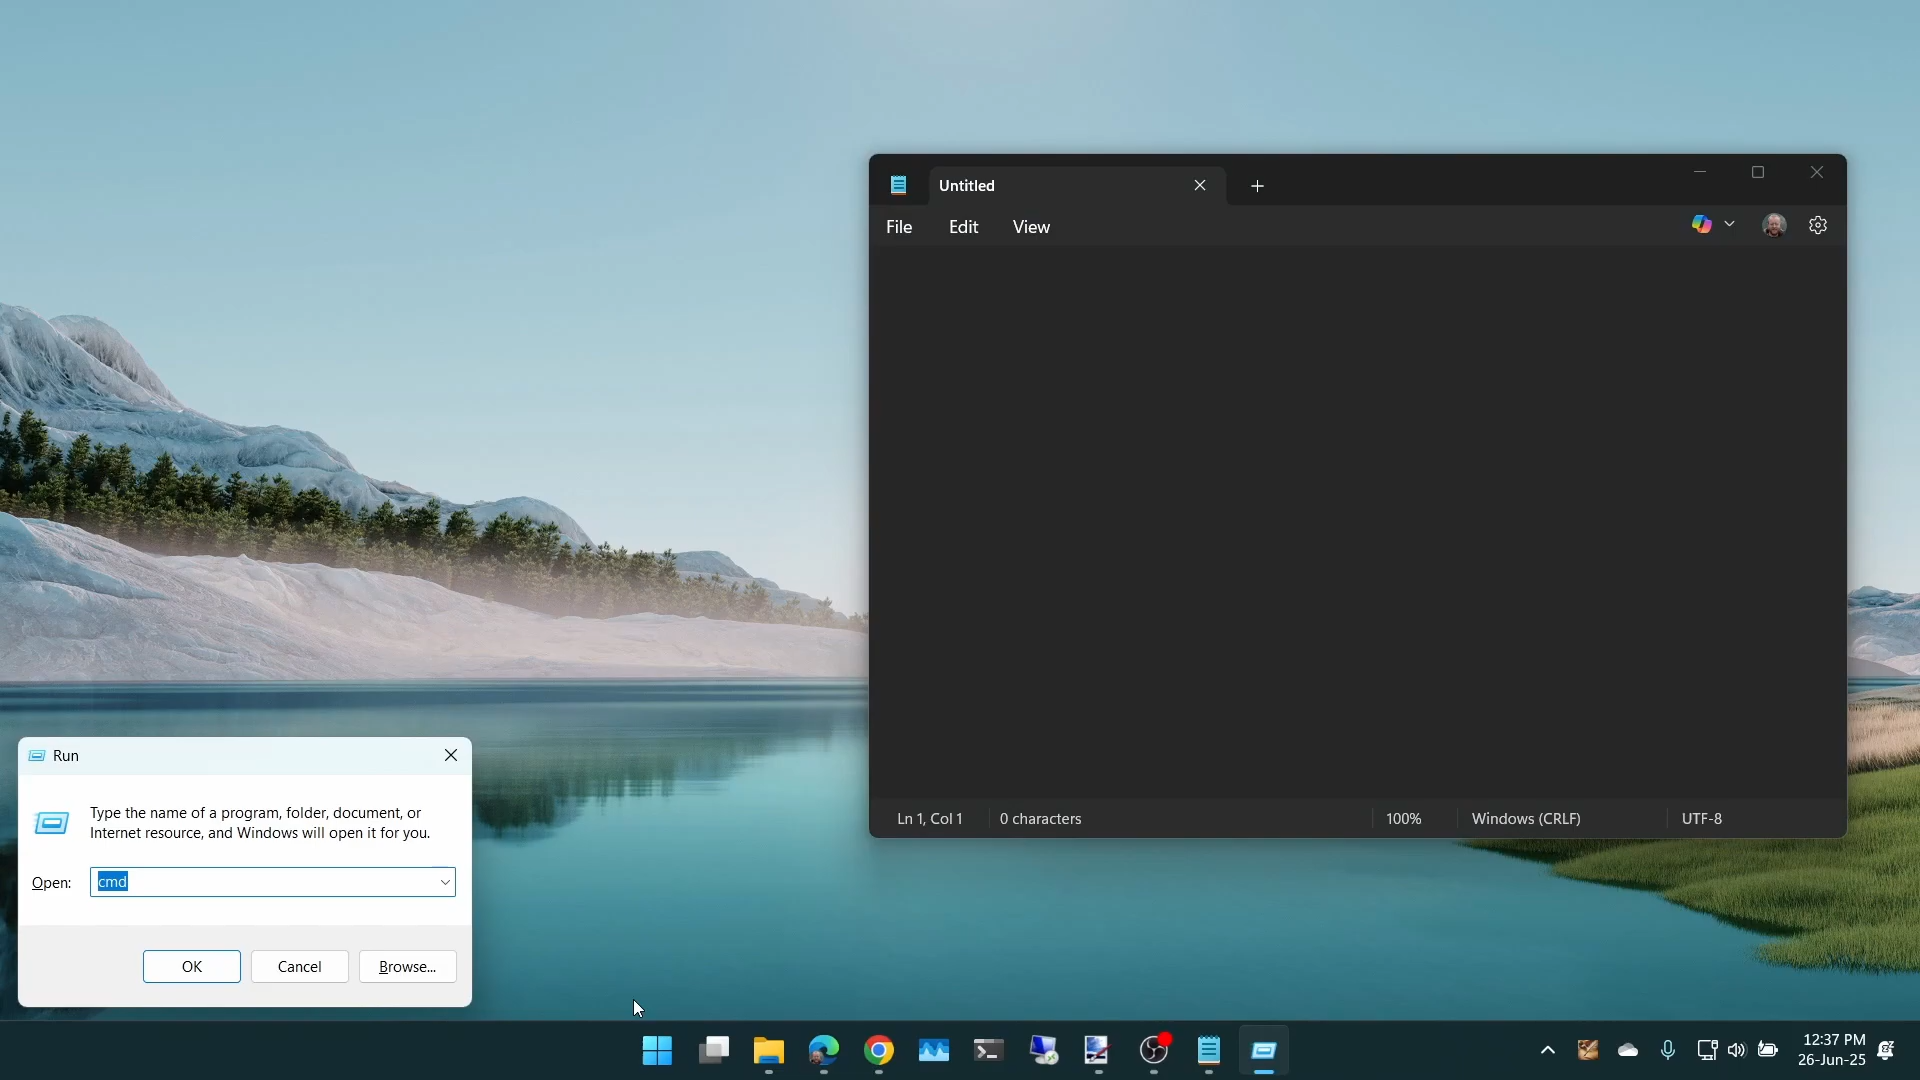 Untitled
File Edit View
Ln 1, Col 1 0 characters 100% Windows (CRLF) UTF-8
Run
Type the name of a program, folder, document, or
Internet resource, and Windows will open it for you.
Open: cmd
OK Cancel Browse...
12:37 PM
26-Jun-25